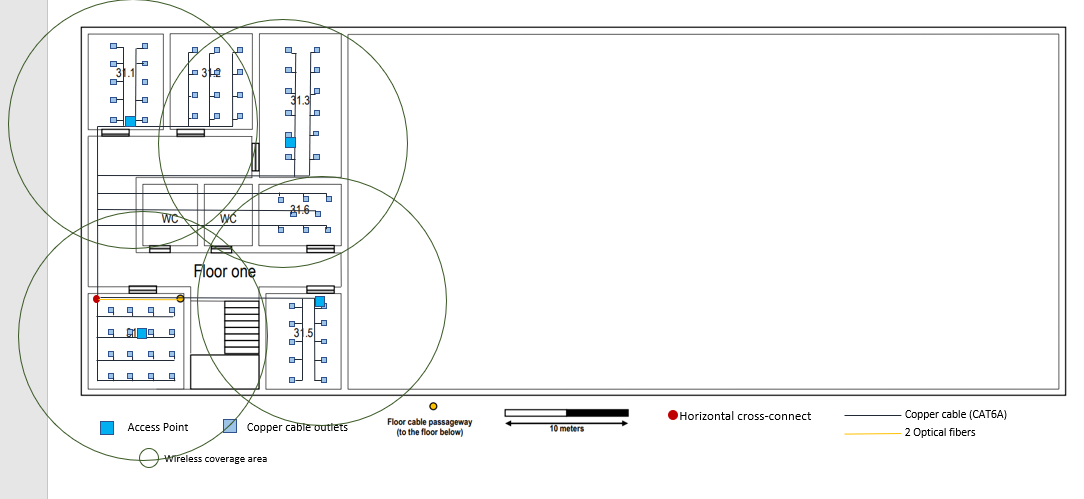 31.1
31.2
31.3
31.6
WC
WC
Floor one
31.5
Access Point
Copper cable outlets
Floor cable passageway
(to the floor below)
10 meters
Horizontal cross-connect
Copper cable (CAT6A)
2 Optical fibers
Wireless coverage area